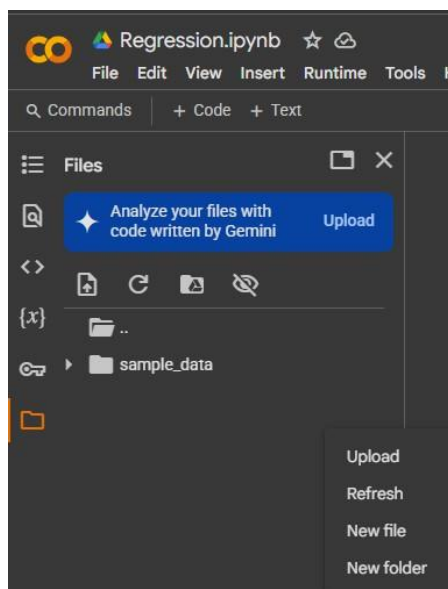 CO Regression.ipynb
File Edit View Insert Runtime Tools
Commands + Code + Text
Files
Analyze your files with
code written by Gemini
Upload
{x}
..
sample_data
Upload
Refresh
New file
New folder